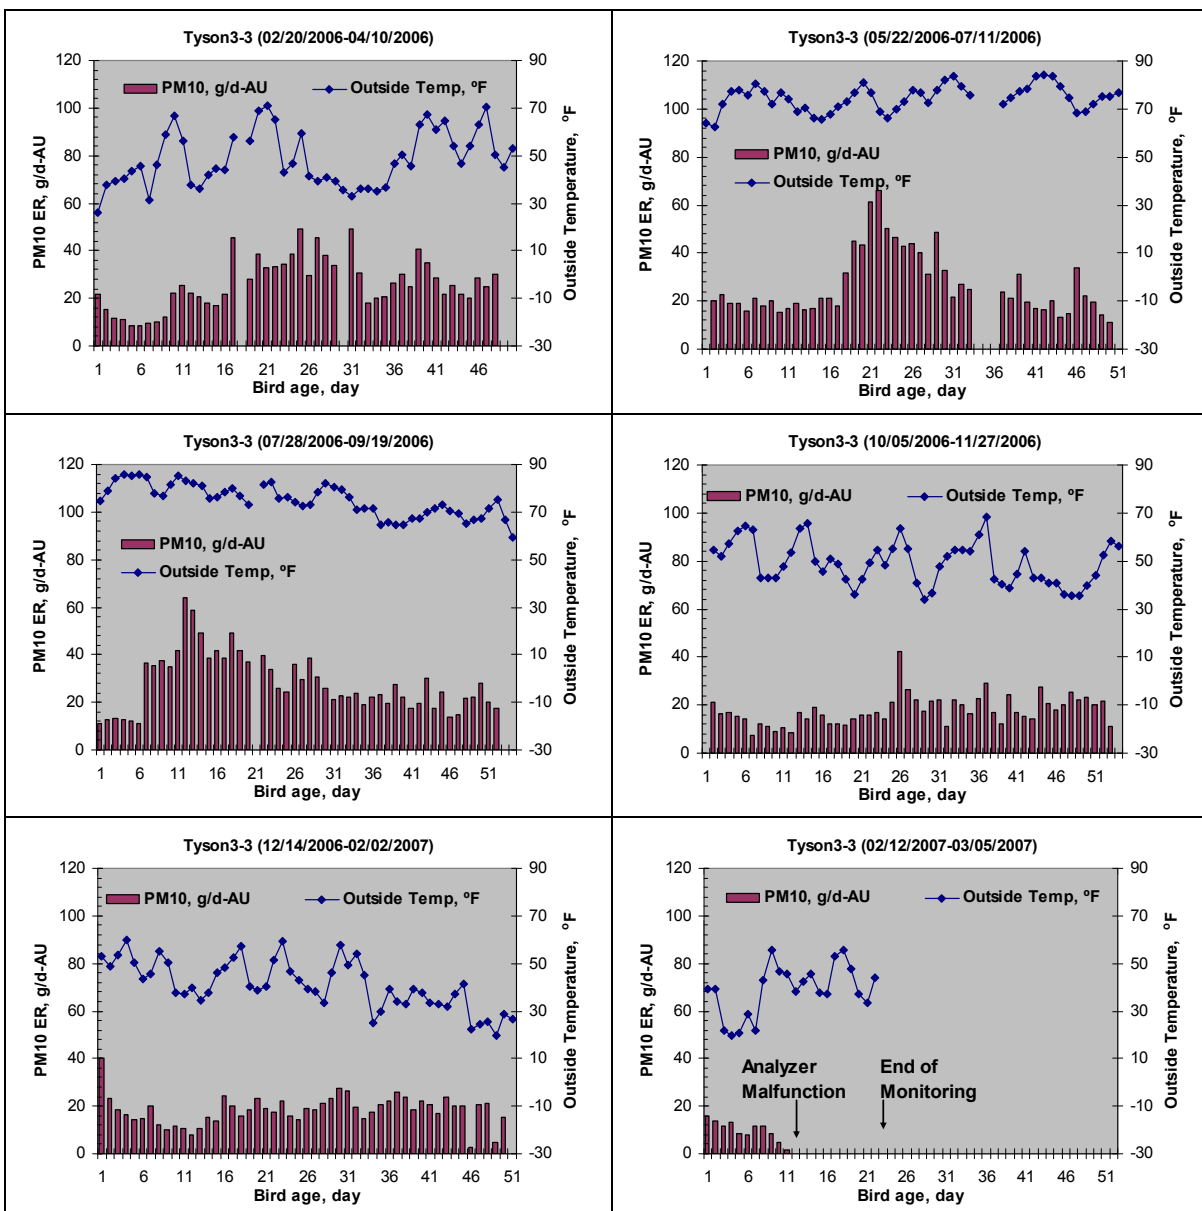 Tyson3-3 (02/20/2006-04/10/2006)
PM10, g/d-AU
Outside Temp, ºF
PM10 ER, g/d-AU
120
100
80
60
40
20
0
90
70
50
30
10
-10
-30
Outside Temperature, ºF
1 6 11 16 21 26 31 36 41 46
Bird age, day
Tyson3-3 (05/22/2006-07/11/2006)
PM10, g/d-AU
Outside Temp, ºF
PM10 ER, g/d-AU
120
100
80
60
40
20
0
90
70
50
30
10
-10
-30
Outside Temperature, ºF
1 6 11 16 21 26 31 36 41 46 51
Bird age, day
Tyson3-3 (07/28/2006-09/19/2006)
PM10, g/d-AU
Outside Temp, ºF
PM10 ER, g/d-AU
120
100
80
60
40
20
0
90
70
50
30
10
-10
-30
Outside Temperature, ºF
1 6 11 16 21 26 31 36 41 46 51
Bird age, day
Tyson3-3 (10/05/2006-11/27/2006)
PM10, g/d-AU
Outside Temp, ºF
PM10 ER, g/d-AU
120
100
80
60
40
20
0
90
70
50
30
10
-10
-30
Outside Temperature, ºF
1 6 11 16 21 26 31 36 41 46 51
Bird age, day
Tyson3-3 (12/14/2006-02/02/2007)
PM10, g/d-AU
Outside Temp, ºF
PM10 ER, g/d-AU
120
100
80
60
40
20
0
90
70
50
30
10
-10
-30
Outside Temperature, ºF
1 6 11 16 21 26 31 36 41 46 51
Bird age, day
Tyson3-3 (02/12/2007-03/05/2007)
PM10, g/d-AU
Outside Temp, ºF
PM10 ER, g/d-AU
120
100
80
60
40
20
0
90
70
50
30
10
-10
-30
Outside Temperature, ºF
Analyzer
Malfunction
End of
Monitoring
1 6 11 16 21 26 31 36 41 46 51
Bird age, day